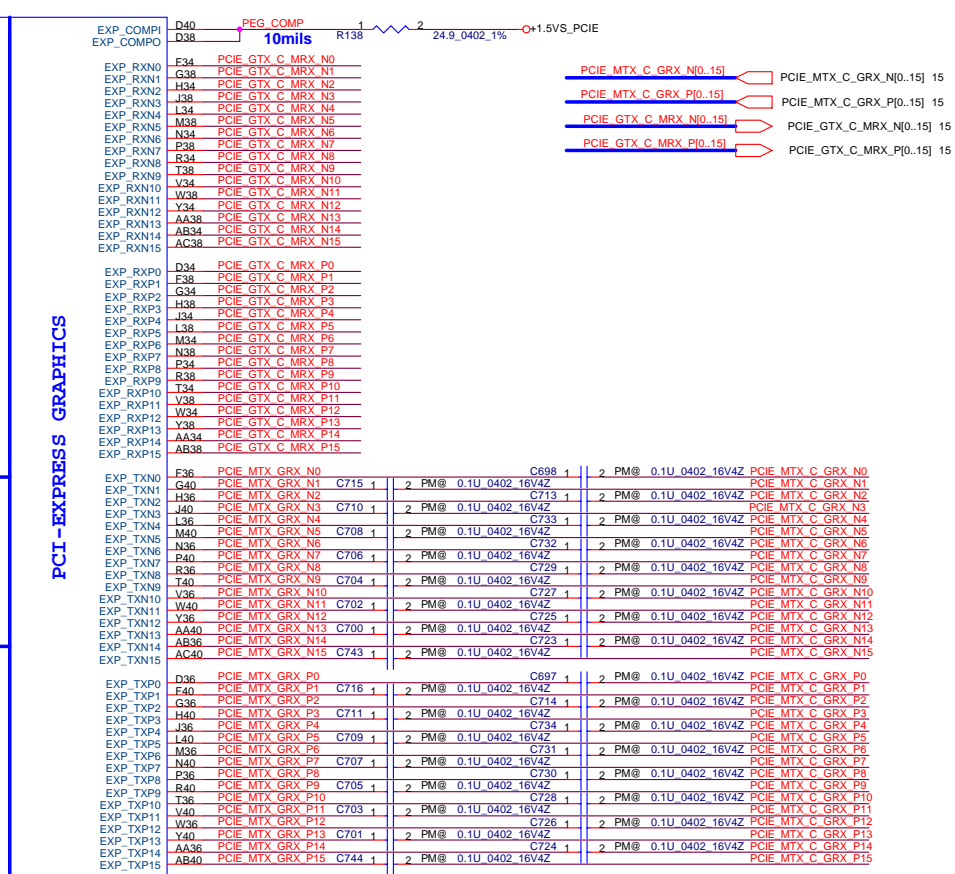 EXP_COMPI D40 PEG_COMP 1 2 +1.5VS_PCIE
EXP_COMPO D38 10mils R138 24.9_0402_1%
EXP_RXN0 F34 PCIE_GTX_C_MRX_N0
EXP_RXN1 G38 PCIE_GTX_C_MRX_N1
EXP_RXN2 H34 PCIE_GTX_C_MRX_N2
EXP_RXN3 J38 PCIE_GTX_C_MRX_N3
EXP_RXN4 L34 PCIE_GTX_C_MRX_N4
EXP_RXN5 M38 PCIE_GTX_C_MRX_N5
EXP_RXN6 N34 PCIE_GTX_C_MRX_N6
EXP_RXN7 P38 PCIE_GTX_C_MRX_N7
EXP_RXN8 R34 PCIE_GTX_C_MRX_N8
EXP_RXN9 T38 PCIE_GTX_C_MRX_N9
EXP_RXN10 V34 PCIE_GTX_C_MRX_N10
EXP_RXN11 W38 PCIE_GTX_C_MRX_N11
EXP_RXN12 Y34 PCIE_GTX_C_MRX_N12
EXP_RXN13 AA38 PCIE_GTX_C_MRX_N13
EXP_RXN14 AB34 PCIE_GTX_C_MRX_N14
EXP_RXN15 AC38 PCIE_GTX_C_MRX_N15
PCIE_MTX_C_GRX_N[0..15] PCIE_MTX_C_GRX_N[0..15] 15
PCIE_MTX_C_GRX_P[0..15] PCIE_MTX_C_GRX_P[0..15] 15
PCIE_GTX_C_MRX_N[0..15] PCIE_GTX_C_MRX_N[0..15] 15
PCIE_GTX_C_MRX_P[0..15] PCIE_GTX_C_MRX_P[0..15] 15
EXP_RXP0 D34 PCIE_GTX_C_MRX_P0
EXP_RXP1 F38 PCIE_GTX_C_MRX_P1
EXP_RXP2 G34 PCIE_GTX_C_MRX_P2
EXP_RXP3 H38 PCIE_GTX_C_MRX_P3
EXP_RXP4 J34 PCIE_GTX_C_MRX_P4
EXP_RXP5 L38 PCIE_GTX_C_MRX_P5
EXP_RXP6 M34 PCIE_GTX_C_MRX_P6
EXP_RXP7 N38 PCIE_GTX_C_MRX_P7
EXP_RXP8 P34 PCIE_GTX_C_MRX_P8
EXP_RXP9 R38 PCIE_GTX_C_MRX_P9
EXP_RXP10 T34 PCIE_GTX_C_MRX_P10
EXP_RXP11 V38 PCIE_GTX_C_MRX_P11
EXP_RXP12 W34 PCIE_GTX_C_MRX_P12
EXP_RXP13 Y38 PCIE_GTX_C_MRX_P13
EXP_RXP14 AA34 PCIE_GTX_C_MRX_P14
EXP_RXP15 AB38 PCIE_GTX_C_MRX_P15
PCI-EXPRESS GRAPHICS
EXP_TXN0 F36 PCIE_MTX_GRX_N0 C698 1 2 PM@ 0.1U_0402_16V4Z PCIE_MTX_C_GRX_N0
EXP_TXN1 G40 PCIE_MTX_GRX_N1 C715 1 2 PM@ 0.1U_0402_16V4Z PCIE_MTX_C_GRX_N1
EXP_TXN2 H36 PCIE_MTX_GRX_N2 C713 1 2 PM@ 0.1U_0402_16V4Z PCIE_MTX_C_GRX_N2
EXP_TXN3 J40 PCIE_MTX_GRX_N3 C710 1 2 PM@ 0.1U_0402_16V4Z PCIE_MTX_C_GRX_N3
EXP_TXN4 L36 PCIE_MTX_GRX_N4 C733 1 2 PM@ 0.1U_0402_16V4Z PCIE_MTX_C_GRX_N4
EXP_TXN5 M40 PCIE_MTX_GRX_N5 C708 1 2 PM@ 0.1U_0402_16V4Z PCIE_MTX_C_GRX_N5
EXP_TXN6 N36 PCIE_MTX_GRX_N6 C732 1 2 PM@ 0.1U_0402_16V4Z PCIE_MTX_C_GRX_N6
EXP_TXN7 P40 PCIE_MTX_GRX_N7 C706 1 2 PM@ 0.1U_0402_16V4Z PCIE_MTX_C_GRX_N7
EXP_TXN8 R36 PCIE_MTX_GRX_N8 C729 1 2 PM@ 0.1U_0402_16V4Z PCIE_MTX_C_GRX_N8
EXP_TXN9 T40 PCIE_MTX_GRX_N9 C704 1 2 PM@ 0.1U_0402_16V4Z PCIE_MTX_C_GRX_N9
EXP_TXN10 V36 PCIE_MTX_GRX_N10 C727 1 2 PM@ 0.1U_0402_16V4Z PCIE_MTX_C_GRX_N10
EXP_TXN11 W40 PCIE_MTX_GRX_N11 C702 1 2 PM@ 0.1U_0402_16V4Z PCIE_MTX_C_GRX_N11
EXP_TXN12 Y36 PCIE_MTX_GRX_N12 C725 1 2 PM@ 0.1U_0402_16V4Z PCIE_MTX_C_GRX_N12
EXP_TXN13 AA40 PCIE_MTX_GRX_N13 C700 1 2 PM@ 0.1U_0402_16V4Z PCIE_MTX_C_GRX_N13
EXP_TXN14 AB36 PCIE_MTX_GRX_N14 C723 1 2 PM@ 0.1U_0402_16V4Z PCIE_MTX_C_GRX_N14
EXP_TXN15 AC40 PCIE_MTX_GRX_N15 C743 1 2 PM@ 0.1U_0402_16V4Z PCIE_MTX_C_GRX_N15
EXP_TXP0 D36 PCIE_MTX_GRX_P0 C697 1 2 PM@ 0.1U_0402_16V4Z PCIE_MTX_C_GRX_P0
EXP_TXP1 F40 PCIE_MTX_GRX_P1 C716 1 2 PM@ 0.1U_0402_16V4Z PCIE_MTX_C_GRX_P1
EXP_TXP2 G36 PCIE_MTX_GRX_P2 C714 1 2 PM@ 0.1U_0402_16V4Z PCIE_MTX_C_GRX_P2
EXP_TXP3 H40 PCIE_MTX_GRX_P3 C711 1 2 PM@ 0.1U_0402_16V4Z PCIE_MTX_C_GRX_P3
EXP_TXP4 J36 PCIE_MTX_GRX_P4 C734 1 2 PM@ 0.1U_0402_16V4Z PCIE_MTX_C_GRX_P4
EXP_TXP5 L40 PCIE_MTX_GRX_P5 C709 1 2 PM@ 0.1U_0402_16V4Z PCIE_MTX_C_GRX_P5
EXP_TXP6 M36 PCIE_MTX_GRX_P6 C731 1 2 PM@ 0.1U_0402_16V4Z PCIE_MTX_C_GRX_P6
EXP_TXP7 N40 PCIE_MTX_GRX_P7 C707 1 2 PM@ 0.1U_0402_16V4Z PCIE_MTX_C_GRX_P7
EXP_TXP8 P36 PCIE_MTX_GRX_P8 C730 1 2 PM@ 0.1U_0402_16V4Z PCIE_MTX_C_GRX_P8
EXP_TXP9 R40 PCIE_MTX_GRX_P9 C705 1 2 PM@ 0.1U_0402_16V4Z PCIE_MTX_C_GRX_P9
EXP_TXP10 T36 PCIE_MTX_GRX_P10 C728 1 2 PM@ 0.1U_0402_16V4Z PCIE_MTX_C_GRX_P10
EXP_TXP11 V40 PCIE_MTX_GRX_P11 C703 1 2 PM@ 0.1U_0402_16V4Z PCIE_MTX_C_GRX_P11
EXP_TXP12 W36 PCIE_MTX_GRX_P12 C726 1 2 PM@ 0.1U_0402_16V4Z PCIE_MTX_C_GRX_P12
EXP_TXP13 Y40 PCIE_MTX_GRX_P13 C701 1 2 PM@ 0.1U_0402_16V4Z PCIE_MTX_C_GRX_P13
EXP_TXP14 AA36 PCIE_MTX_GRX_P14 C724 1 2 PM@ 0.1U_0402_16V4Z PCIE_MTX_C_GRX_P14
EXP_TXP15 AB40 PCIE_MTX_GRX_P15 C744 1 2 PM@ 0.1U_0402_16V4Z PCIE_MTX_C_GRX_P15